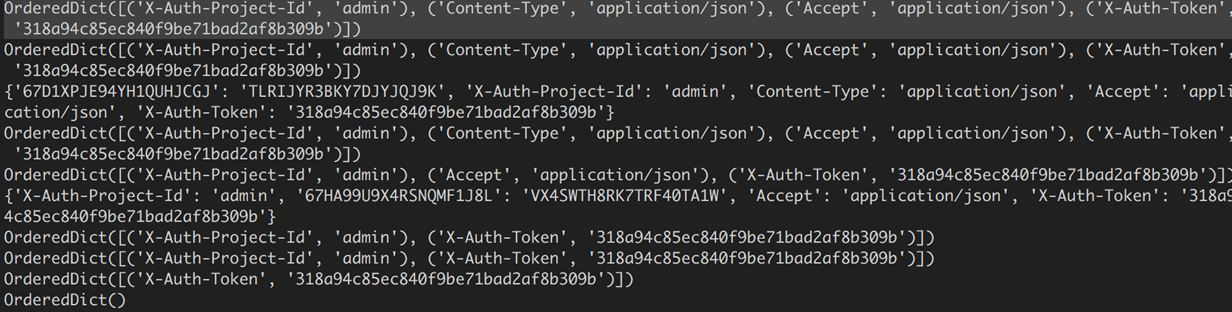 OrderedDict([('X-Auth-Project-Id', 'admin'), ('Content-Type', 'application/json'), ('Accept', 'application/json'), ('X-Auth-Token',
'318a94c85ec840f9be71bad2af8b309b')])
OrderedDict([('X-Auth-Project-Id', 'admin'), ('Content-Type', 'application/json'), ('Accept', 'application/json'), ('X-Auth-Token',
'318a94c85ec840f9be71bad2af8b309b')])
{'67D1XPJE94YH1QUHJCGJ': 'TLRIJYR3BKY7DJYJQJ9K', 'X-Auth-Project-Id': 'admin', 'Content-Type': 'application/json', 'Accept': 'appli
cation/json', 'X-Auth-Token': '318a94c85ec840f9be71bad2af8b309b'}
OrderedDict([('X-Auth-Project-Id', 'admin'), ('Content-Type', 'application/json'), ('Accept', 'application/json'), ('X-Auth-Token',
'318a94c85ec840f9be71bad2af8b309b')])
OrderedDict([('X-Auth-Project-Id', 'admin'), ('Accept', 'application/json'), ('X-Auth-Token', '318a94c85ec840f9be71bad2af8b309b')])
{'X-Auth-Project-Id': 'admin', '67HA99U9X4RSNQMF1J8L': 'VX4SWTH8RK7TRF40TA1W', 'Accept': 'application/json', 'X-Auth-Token': '318a9
4c85ec840f9be71bad2af8b309b'}
OrderedDict([('X-Auth-Project-Id', 'admin'), ('X-Auth-Token', '318a94c85ec840f9be71bad2af8b309b')])
OrderedDict([('X-Auth-Project-Id', 'admin'), ('X-Auth-Token', '318a94c85ec840f9be71bad2af8b309b')])
OrderedDict([('X-Auth-Token', '318a94c85ec840f9be71bad2af8b309b')])
OrderedDict()